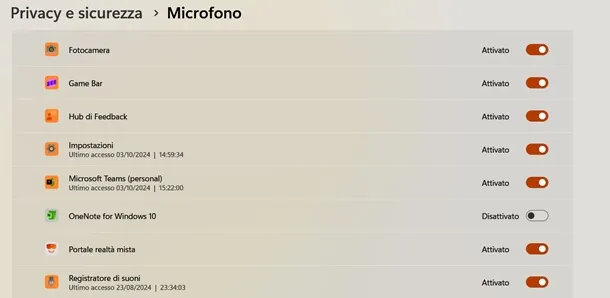 Privacy e sicurezza > Microfono
Fotocamera Attivato
Game Bar Attivato
Hub di Feedback Attivato
Impostazioni
Ultimo accesso 03/10/2024 | 14:59:34
Attivato
Microsoft Teams (personal)
Ultimo accesso 03/10/2024 | 15:22:00
Attivato
OneNote for Windows 10 Disattivato
Portale realtà mista Attivato
Registratore di suoni
Ultimo accesso 23/08/2024 | 23:34:03
Attivato